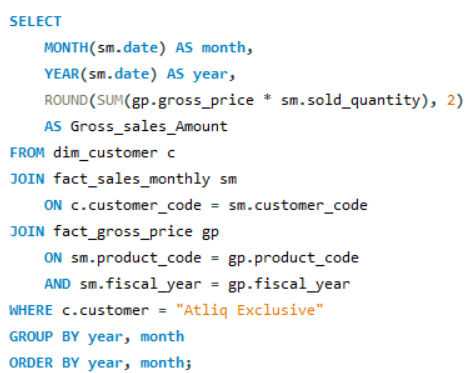 SELECT
MONTH(sm.date) AS month,
YEAR(sm.date) AS year,
ROUND(SUM(gp.gross_price * sm.sold_quantity), 2)
AS Gross_sales_Amount
FROM dim_customer c
JOIN fact_sales_monthly sm
ON c.customer_code = sm.customer_code
JOIN fact_gross_price gp
ON sm.product_code = gp.product_code
AND sm.fiscal_year = gp.fiscal_year
WHERE c.customer = "Atliq Exclusive"
GROUP BY year, month
ORDER BY year, month;